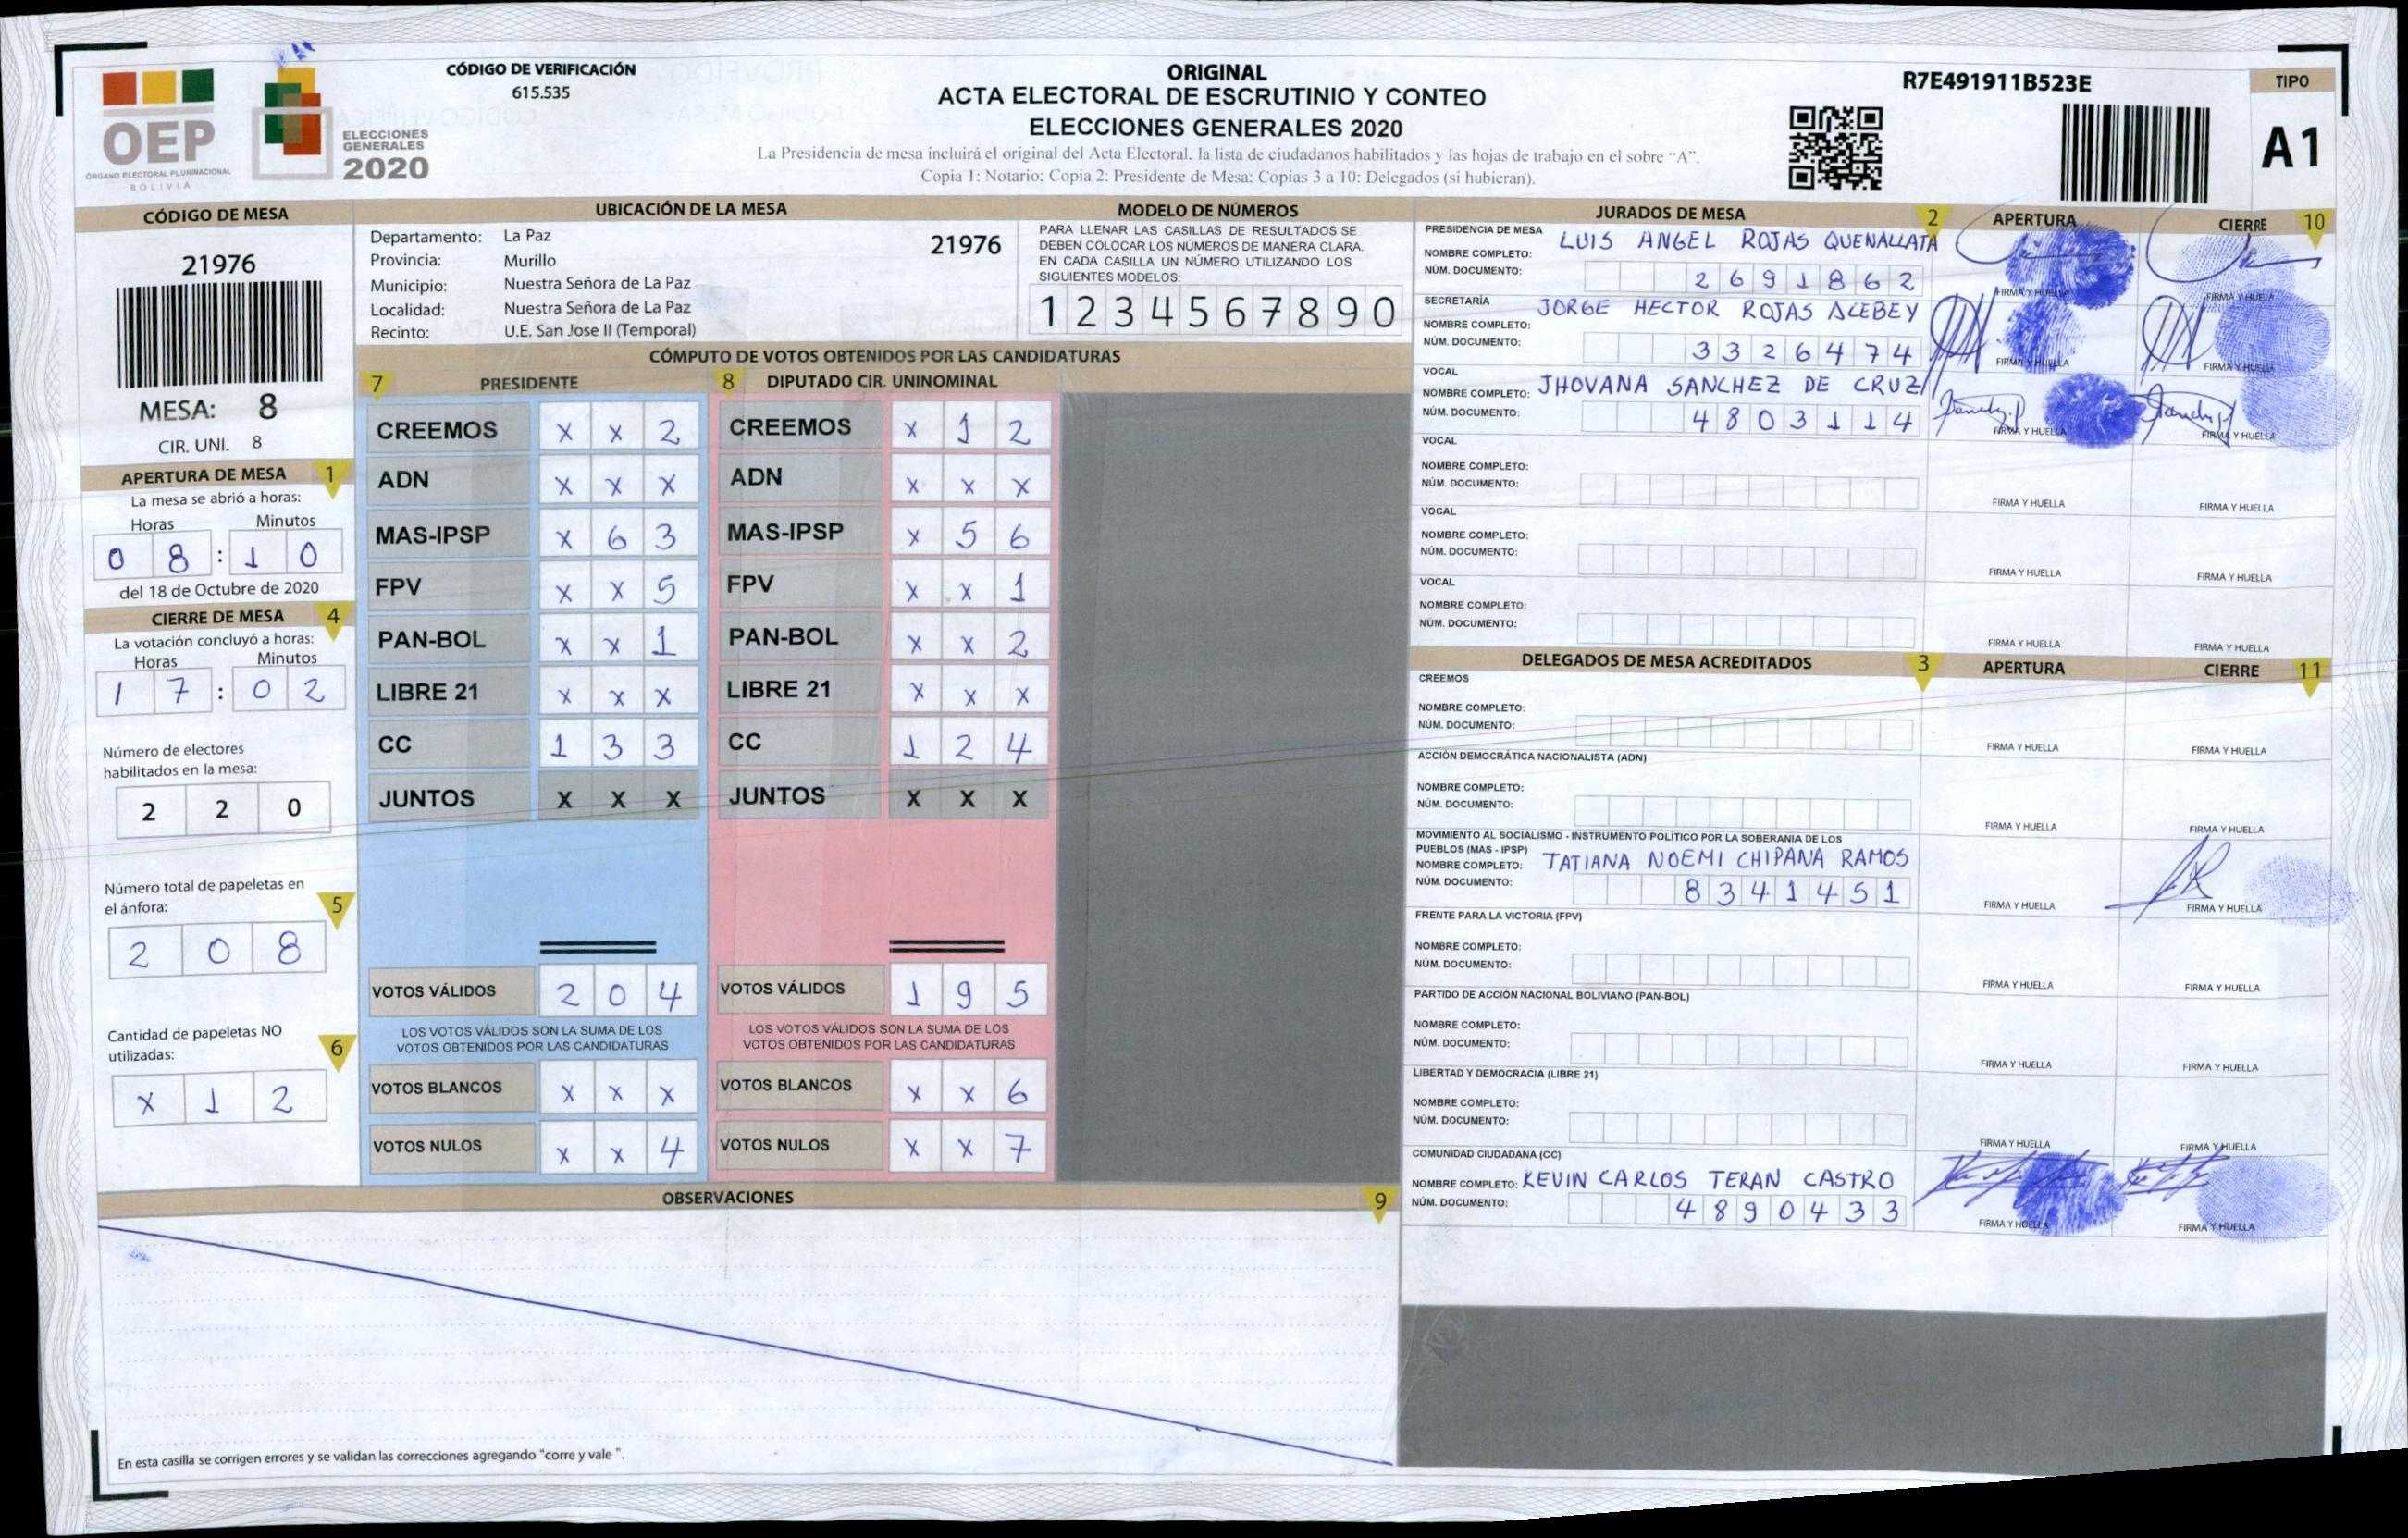 CÓDIGO DE VERIFICACIÓN
615.535
OEP
ÓRGANO ELECTORAL PLURINACIONAL
BOLIVIA
ELECCIONES
GENERALES
2020
ORIGINAL
ACTA ELECTORAL DE ESCRUTINIO Y CONTEO
ELECCIONES GENERALES 2020
La Presidencia de mesa incluirá el original del Acta Electoral, la lista de ciudadanos habilitados y las hojas de trabajo en el sobre "A".
Copia 1: Notario; Copia 2: Presidente de Mesa; Copias 3 a 10: Delegados (si hubieran).
R7E491911B523E
TIPO
A1
CÓDIGO DE MESA
21976
MESA: 8
CIR. UNI. 8
APERTURA DE MESA 1
La mesa se abrió a horas:
Horas Minutos
0 8 : 1 0
del 18 de Octubre de 2020
CIERRE DE MESA 4
La votación concluyó a horas:
Horas Minutos
1 7 : 0 2
Número de electores
habilitados en la mesa:
2 2 0
Número total de papeletas en
el ánfora: 5
2 0 8
Cantidad de papeletas NO
utilizadas: 6
X 1 2
UBICACIÓN DE LA MESA
Departamento: La Paz
21976
Provincia: Murillo
Municipio: Nuestra Señora de La Paz
Localidad: Nuestra Señora de La Paz
Recinto: U.E. San Jose II (Temporal)
MODELO DE NÚMEROS
PARA LLENAR LAS CASILLAS DE RESULTADOS SE
DEBEN COLOCAR LOS NÚMEROS DE MANERA CLARA.
EN CADA CASILLA UN NÚMERO, UTILIZANDO LOS
SIGUIENTES MODELOS:
1 2 3 4 5 6 7 8 9 0
CÓMPUTO DE VOTOS OBTENIDOS POR LAS CANDIDATURAS
7 PRESIDENTE
CREEMOS X X 2
ADN X X X
MAS-IPSP X 6 3
FPV X X 5
PAN-BOL X X 1
LIBRE 21 X X X
CC 1 3 3
JUNTOS X X X
VOTOS VÁLIDOS 2 0 4
LOS VOTOS VÁLIDOS SON LA SUMA DE LOS
VOTOS OBTENIDOS POR LAS CANDIDATURAS
VOTOS BLANCOS X X X
VOTOS NULOS X X 4
8 DIPUTADO CIR. UNINOMINAL
CREEMOS X 1 2
ADN X X X
MAS-IPSP X 5 6
FPV X X 1
PAN-BOL X X 2
LIBRE 21 X X X
CC 1 2 4
JUNTOS X X X
VOTOS VÁLIDOS 1 9 5
LOS VOTOS VÁLIDOS SON LA SUMA DE LOS
VOTOS OBTENIDOS POR LAS CANDIDATURAS
VOTOS BLANCOS X X 6
VOTOS NULOS X X 7
OBSERVACIONES 9
En esta casilla se corrigen errores y se validan las correcciones agregando "corre y vale ".
JURADOS DE MESA 2 APERTURA CIERRE 10
PRESIDENCIA DE MESA
NOMBRE COMPLETO: LUIS ANGEL ROJAS QUENALLATA
NÚM. DOCUMENTO: 2 6 9 1 8 6 2
FIRMA Y HUELLA FIRMA Y HUELLA
SECRETARÍA
NOMBRE COMPLETO: JORGE HECTOR ROJAS ALEBEY
NÚM. DOCUMENTO: 3 3 2 6 4 7 4
FIRMA Y HUELLA FIRMA Y HUELLA
VOCAL
NOMBRE COMPLETO: JHOVANA SANCHEZ DE CRUZ
NÚM. DOCUMENTO: 4 8 0 3 1 1 4
FIRMA Y HUELLA FIRMA Y HUELLA
VOCAL
NOMBRE COMPLETO:
NÚM. DOCUMENTO:
FIRMA Y HUELLA FIRMA Y HUELLA
VOCAL
NOMBRE COMPLETO:
NÚM. DOCUMENTO:
FIRMA Y HUELLA FIRMA Y HUELLA
VOCAL
NOMBRE COMPLETO:
NÚM. DOCUMENTO:
FIRMA Y HUELLA FIRMA Y HUELLA
DELEGADOS DE MESA ACREDITADOS 3 APERTURA CIERRE 11
CREEMOS
NOMBRE COMPLETO:
NÚM. DOCUMENTO:
FIRMA Y HUELLA FIRMA Y HUELLA
ACCIÓN DEMOCRÁTICA NACIONALISTA (ADN)
NOMBRE COMPLETO:
NÚM. DOCUMENTO:
FIRMA Y HUELLA FIRMA Y HUELLA
MOVIMIENTO AL SOCIALISMO - INSTRUMENTO POLÍTICO POR LA SOBERANÍA DE LOS
PUEBLOS (MAS - IPSP)
NOMBRE COMPLETO: TATIANA NOEMI CHIPANA RAMOS
NÚM. DOCUMENTO: 8 3 4 1 4 5 1
FIRMA Y HUELLA FIRMA Y HUELLA
FRENTE PARA LA VICTORIA (FPV)
NOMBRE COMPLETO:
NÚM. DOCUMENTO:
FIRMA Y HUELLA FIRMA Y HUELLA
PARTIDO DE ACCIÓN NACIONAL BOLIVIANO (PAN-BOL)
NOMBRE COMPLETO:
NÚM. DOCUMENTO:
FIRMA Y HUELLA FIRMA Y HUELLA
LIBERTAD Y DEMOCRACIA (LIBRE 21)
NOMBRE COMPLETO:
NÚM. DOCUMENTO:
FIRMA Y HUELLA FIRMA Y HUELLA
COMUNIDAD CIUDADANA (CC)
NOMBRE COMPLETO: KEVIN CARLOS TERAN CASTRO
NÚM. DOCUMENTO: 4 8 9 0 4 3 3
FIRMA Y HUELLA FIRMA Y HUELLA